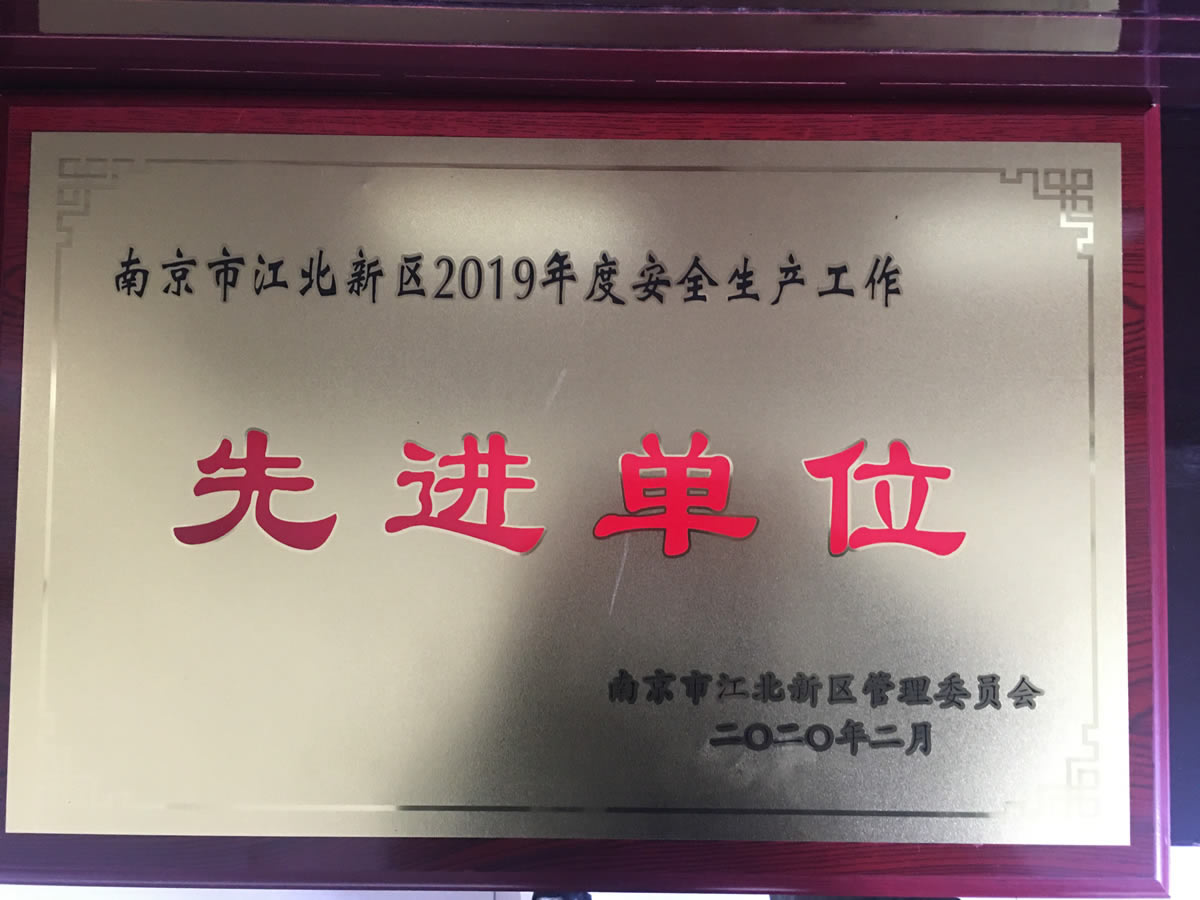 南京市江北新区2019年度安全生产工作
先进单位
南京市江北新区管理委员会
二〇二〇年二月